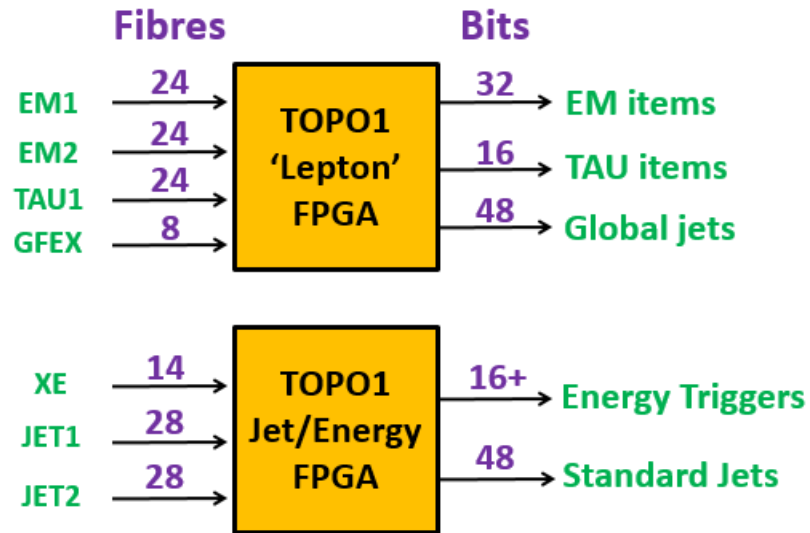 Fibres
Bits
EM1
24
EM2
24
TAU1
24
GFEX
8
TOPO1
‘Lepton’
FPGA
32
EM items
16
TAU items
48
Global jets
XE
14
JET1
28
JET2
28
TOPO1
Jet/Energy
FPGA
16+
Energy Triggers
48
Standard Jets